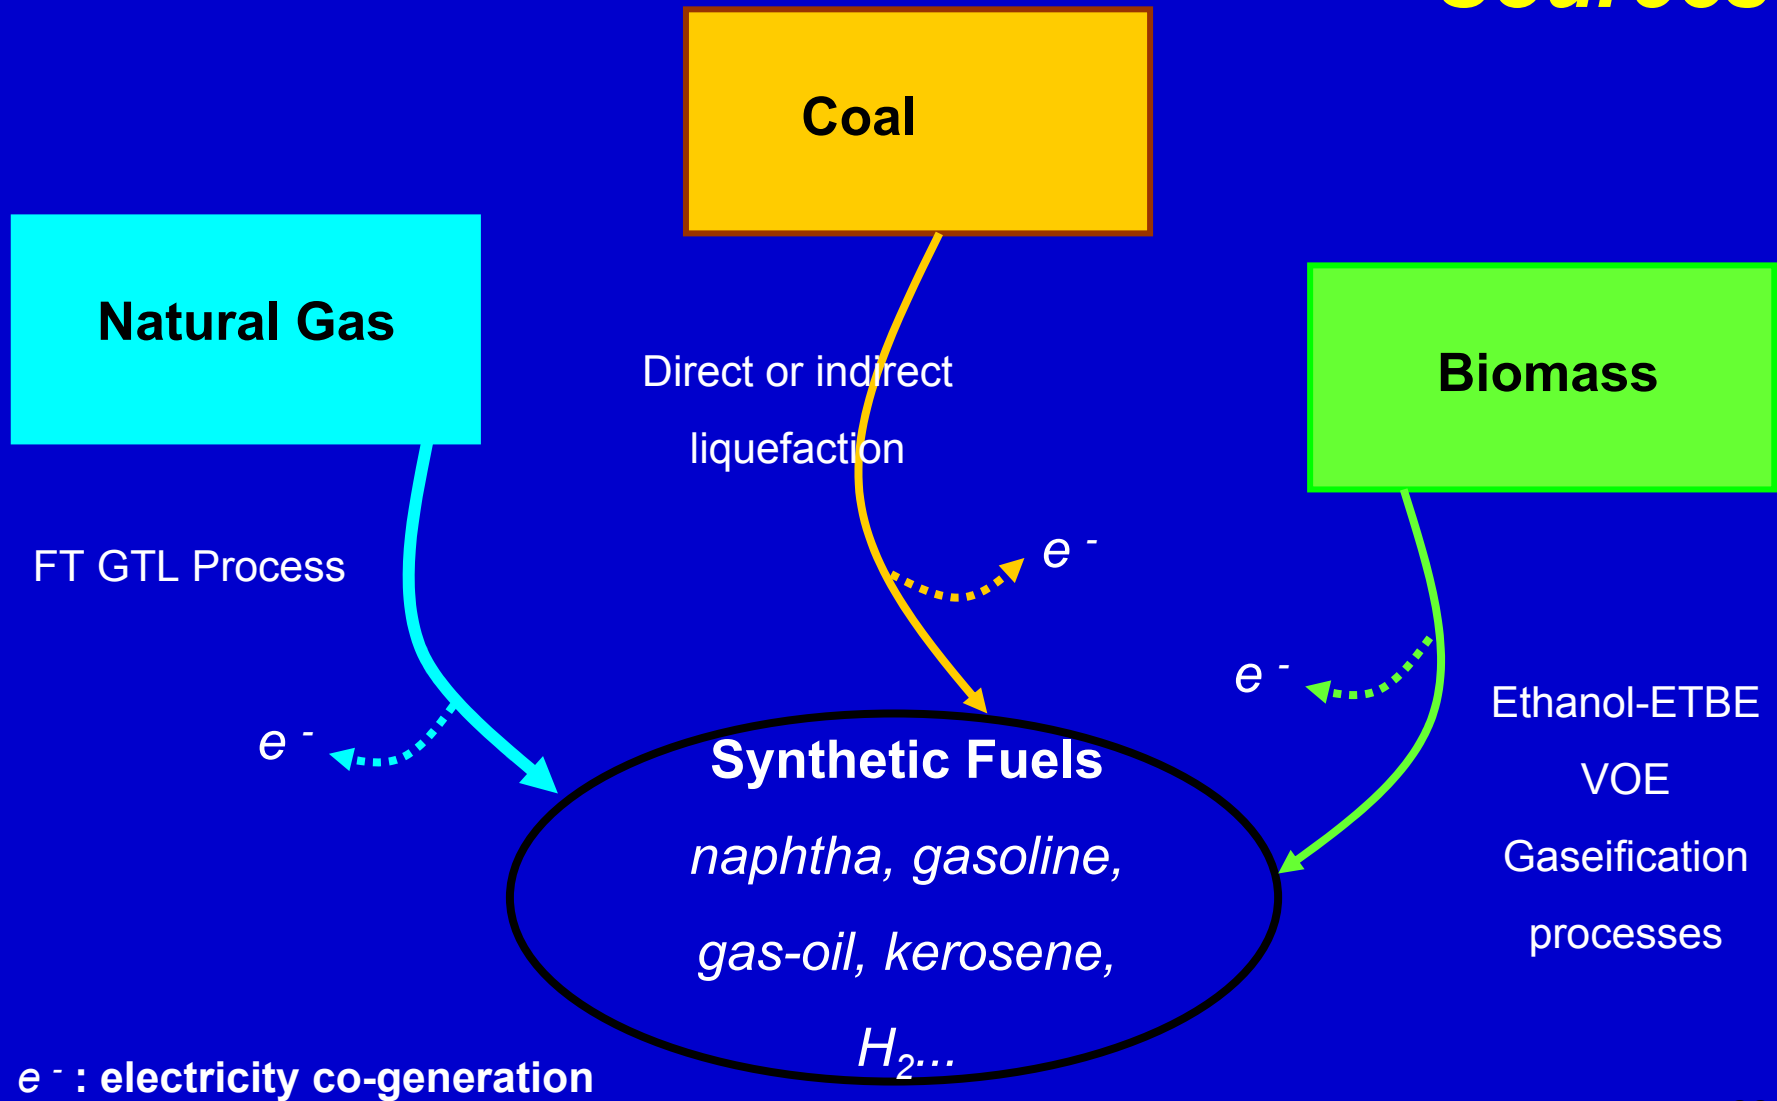 Sources
Coal
Natural Gas
Biomass
Direct or indirect
liquefaction
FT GTL Process
e -
e -
e -
Ethanol-ETBE
VOE
Gaseification
processes
Synthetic Fuels
naphtha, gasoline,
gas-oil, kerosene,
H₂...
e - : electricity co-generation